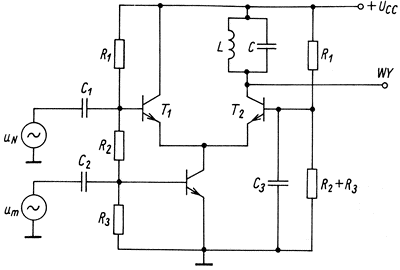 +U_CC
L C
R_1 R_1
WY
C_1
T_1 T_2
u_N
R_2
C_2
C_3 R_2+R_3
u_m
R_3